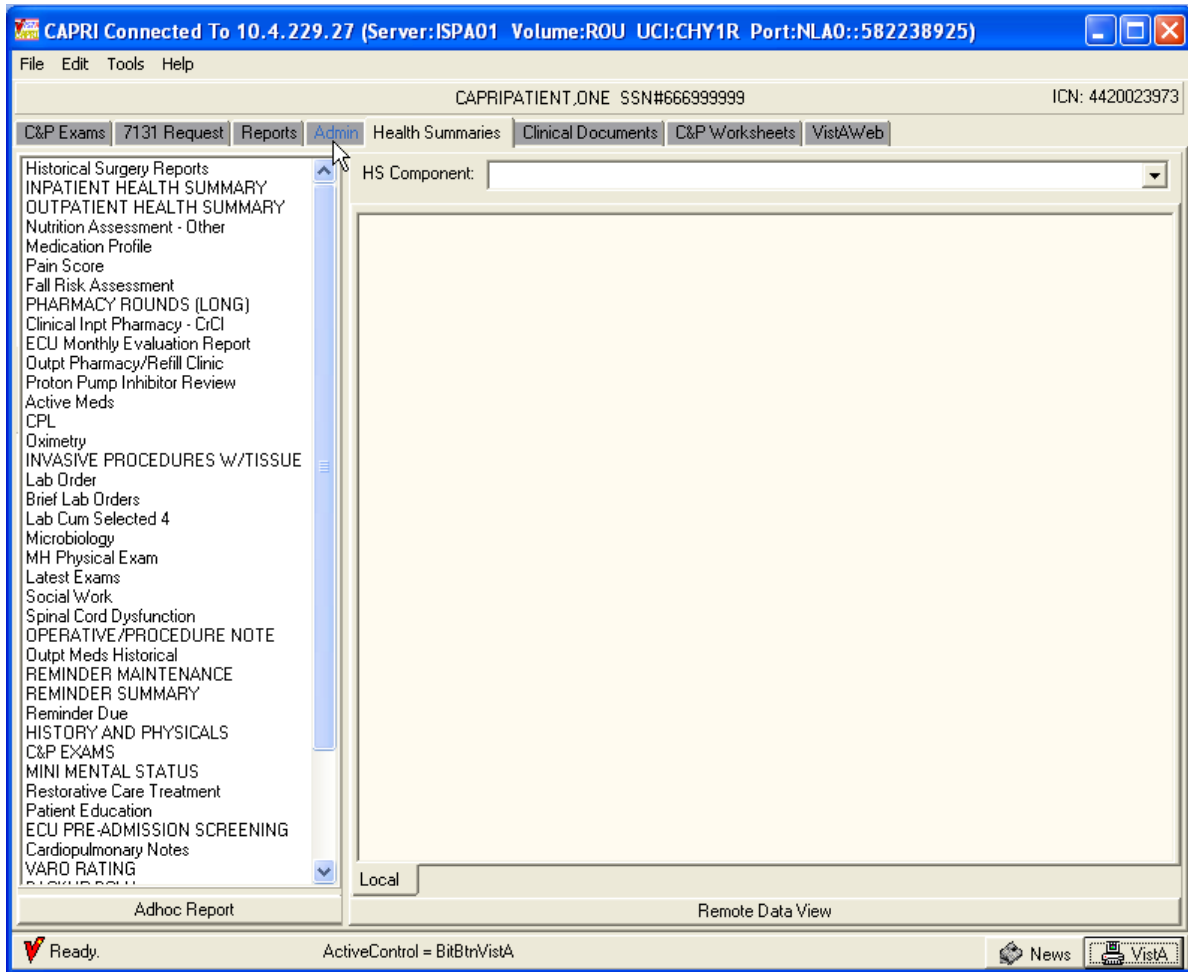 CAPRI Connected To 10.4.229.27 (Server:ISPA01 Volume:ROU UCI:CHY1R Port:NLA0::582238925)
File Edit Tools Help
CAPRIPATIENT,ONE SSN#666999999 ICN: 4420023973
C&P Exams 7131 Request Reports Admin Health Summaries Clinical Documents C&P Worksheets VistAWeb
HS Component:
Historical Surgery Reports
INPATIENT HEALTH SUMMARY
OUTPATIENT HEALTH SUMMARY
Nutrition Assessment - Other
Medication Profile
Pain Score
Fall Risk Assessment
PHARMACY ROUNDS (LONG)
Clinical Inpt Pharmacy - CrCl
ECU Monthly Evaluation Report
Outpt Pharmacy/Refill Clinic
Proton Pump Inhibitor Review
Active Meds
CPL
Oximetry
INVASIVE PROCEDURES W/TISSUE
Lab Order
Brief Lab Orders
Lab Cum Selected 4
Microbiology
MH Physical Exam
Latest Exams
Social Work
Spinal Cord Dysfunction
OPERATIVE/PROCEDURE NOTE
Outpt Meds Historical
REMINDER MAINTENANCE
REMINDER SUMMARY
Reminder Due
HISTORY AND PHYSICALS
C&P EXAMS
MINI MENTAL STATUS
Restorative Care Treatment
Patient Education
ECU PRE-ADMISSION SCREENING
Cardiopulmonary Notes
VARO RATING
Local
Adhoc Report
Remote Data View
Ready. ActiveControl = BitBtnVistA News VistA